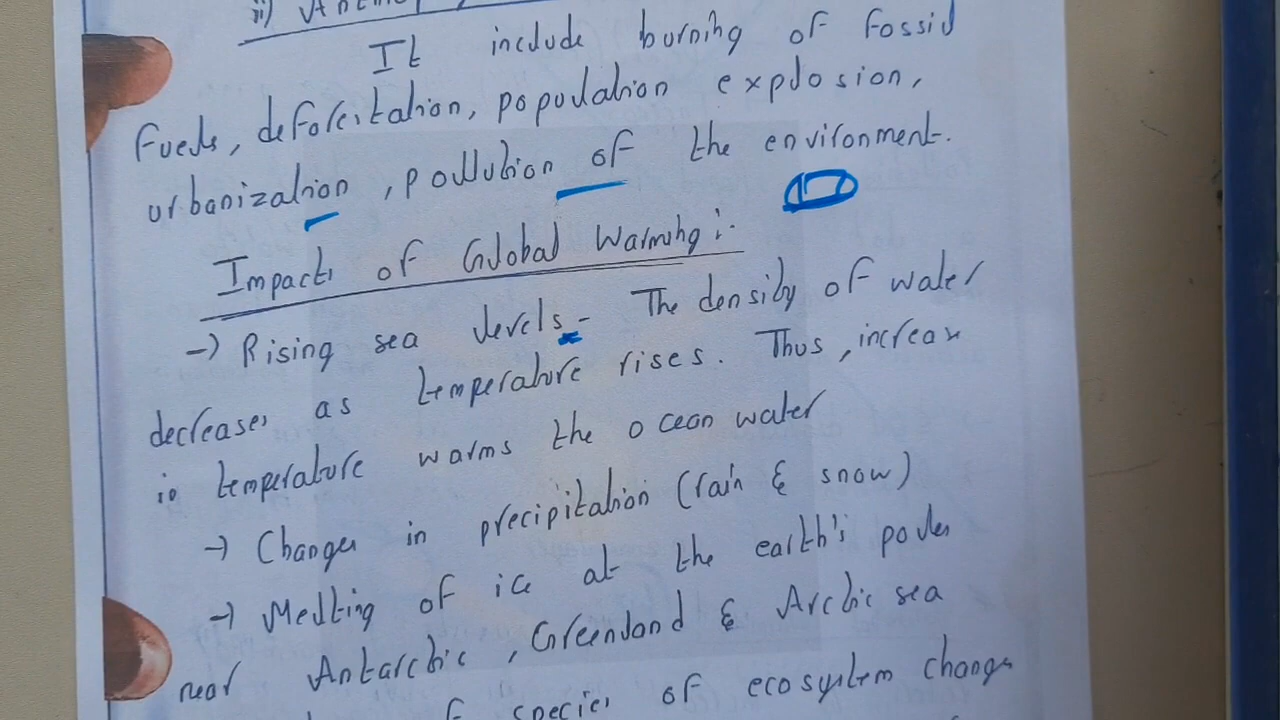 ii)
It include burning of fossil
fuels, deforestation, population explosion,
urbanization, pollution of the environment.
Impacts of Global Warming :-
→ Rising sea levels - The density of water
decreases as temperature rises. Thus, increase
in temperature warms the ocean water
→ Changes in precipitation (rain & snow)
→ Melting of ice at the earth's poles
near Antarctic, Greenland & Arctic sea
of species of ecosystem changes